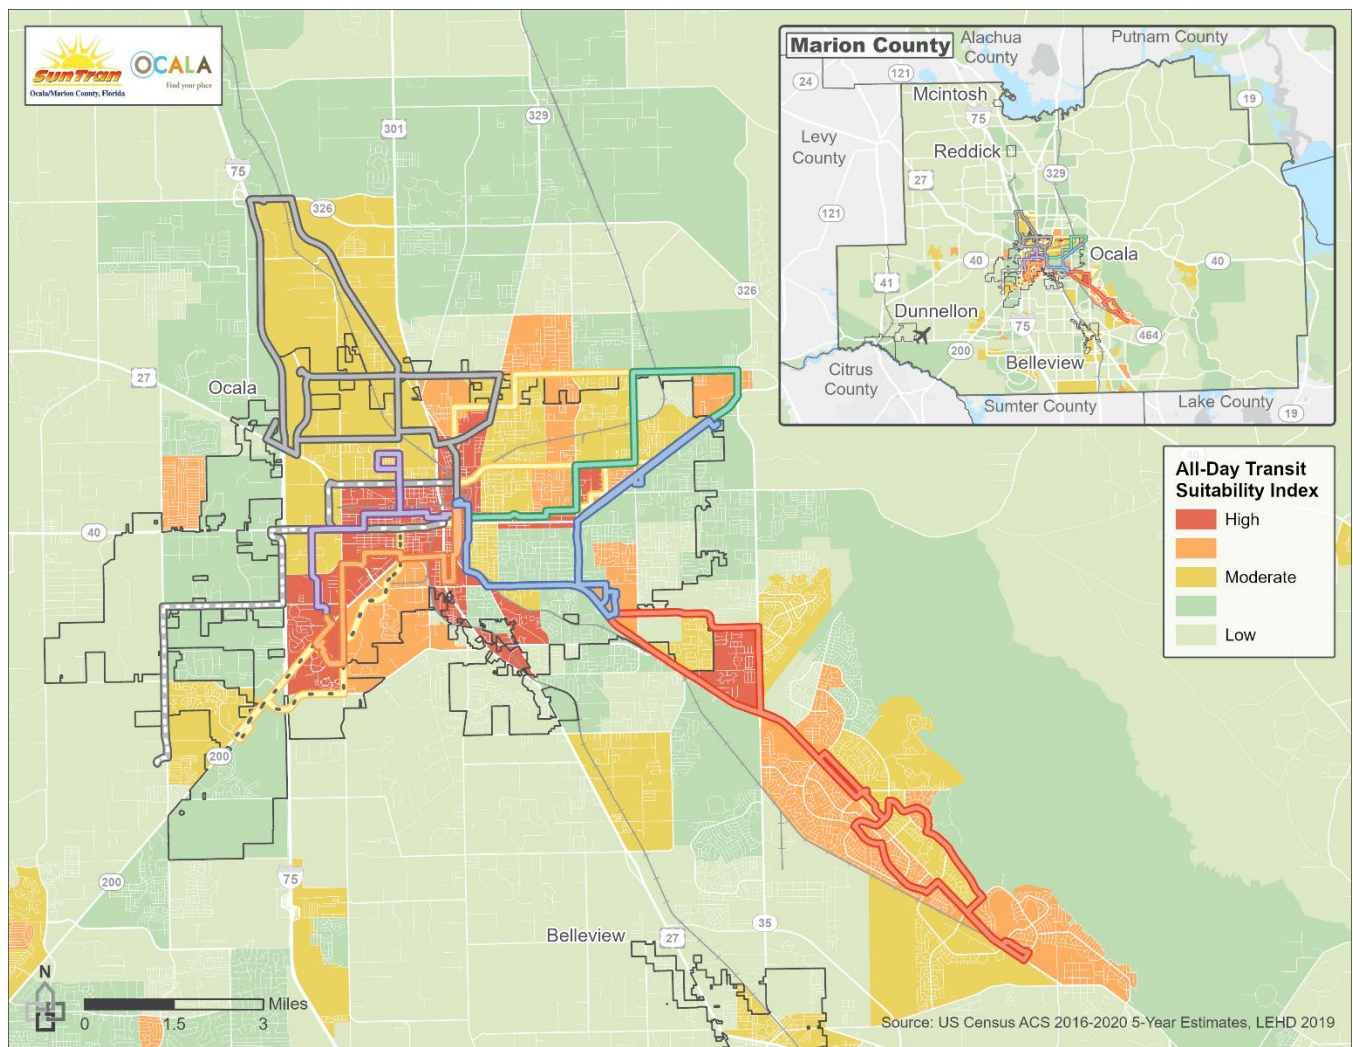 SunTran
Ocala/Marion County, Florida
OCALA
Find your place
Marion County
Alachua
County
Putnam County
121
24
Mcintosh
75
19
Levy
County
Reddick
27
329
121
Ocala
40
40
41
Dunnellon
75
464
200
Belleview
Citrus
County
Sumter County
Lake County
19
301
329
75
326
326
27
Ocala
40
40
All-Day Transit
Suitability Index
High
Moderate
Low
200
200
75
35
Belleview
27
N
Miles
0
1.5
3
Source: US Census ACS 2016-2020 5-Year Estimates, LEHD 2019